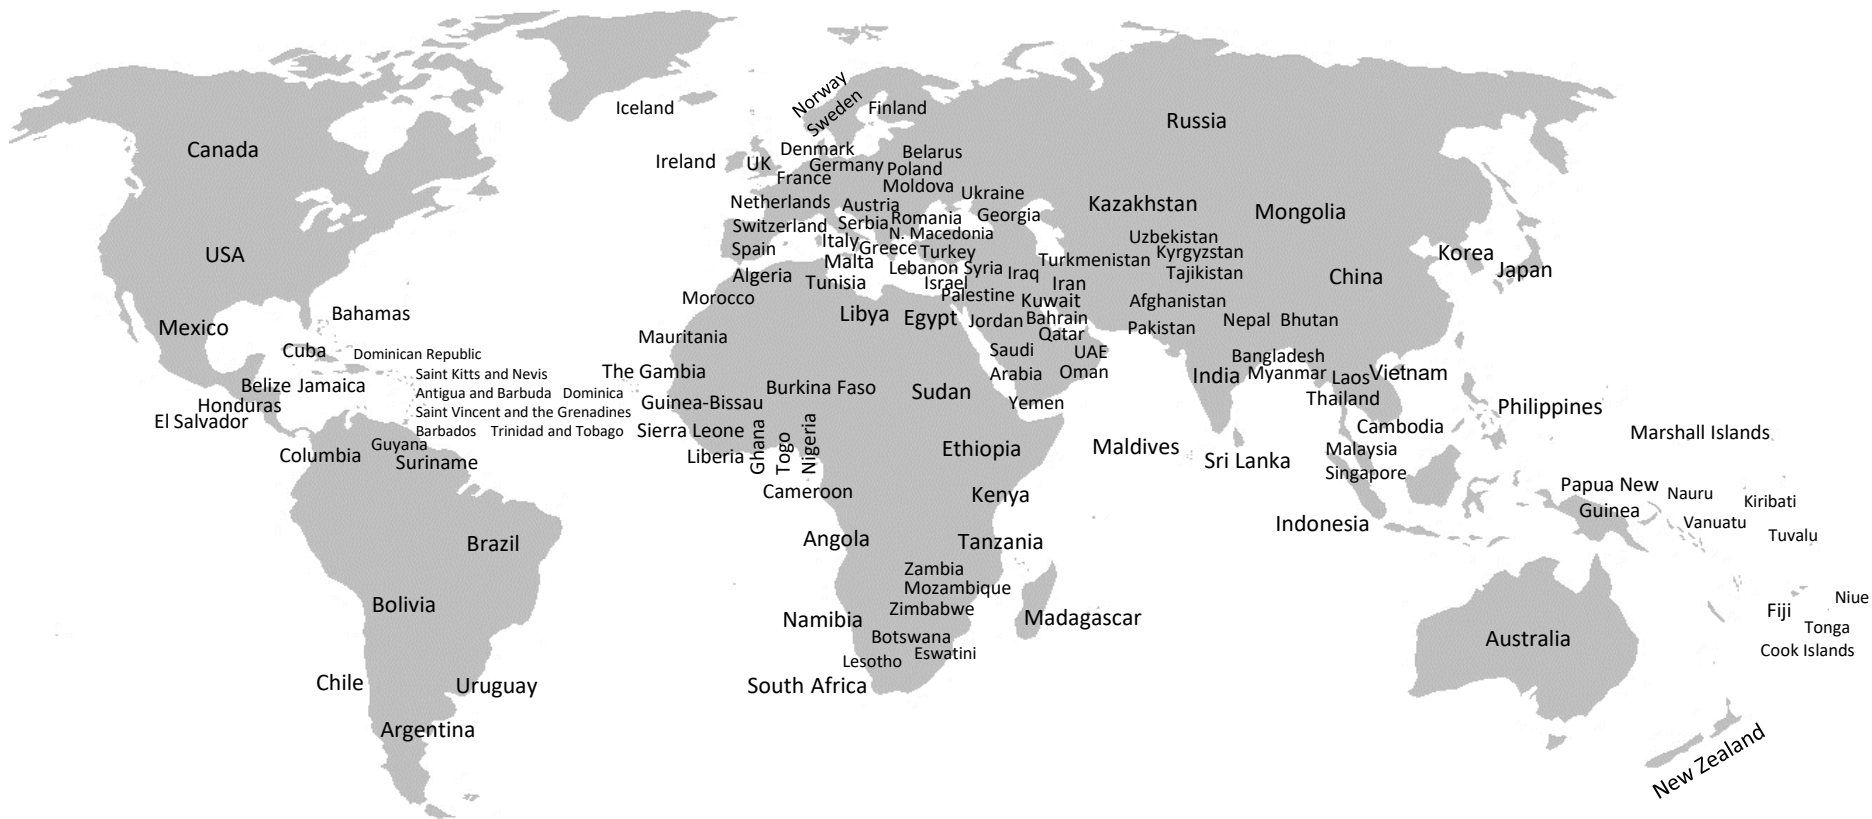 Norway
Sweden
Finland
Iceland
Russia
Canada
Denmark
Belarus
Ireland
UK
Germany
Poland
France
Moldova
Ukraine
Netherlands
Austria
Kazakhstan
Mongolia
Switzerland
Serbia
Romania
Georgia
N. Macedonia
Uzbekistan
Spain
Italy
Greece
Turkey
Kyrgyzstan
Korea
USA
Malta
Lebanon
Syria
Iraq
Turkmenistan
Tajikistan
China
Japan
Algeria
Tunisia
Israel
Iran
Morocco
Palestine
Kuwait
Afghanistan
Bahamas
Libya
Egypt
Jordan
Bahrain
Pakistan
Nepal
Bhutan
Mexico
Mauritania
Qatar
Cuba
Dominican Republic
Saudi
Arabia
UAE
Bangladesh
Saint Kitts and Nevis
The Gambia
Oman
India
Myanmar
Laos
Vietnam
Belize
Jamaica
Antigua and Barbuda
Dominica
Burkina Faso
Sudan
Thailand
Honduras
Saint Vincent and the Grenadines
Guinea-Bissau
Yemen
Philippines
El Salvador
Barbados
Trinidad and Tobago
Sierra Leone
Ghana
Togo
Nigeria
Cambodia
Marshall Islands
Guyana
Columbia
Suriname
Liberia
Ethiopia
Maldives
Sri Lanka
Malaysia
Singapore
Cameroon
Kenya
Papua New
Guinea
Nauru
Kiribati
Indonesia
Vanuatu
Tuvalu
Brazil
Angola
Tanzania
Zambia
Mozambique
Bolivia
Zimbabwe
Namibia
Madagascar
Fiji
Niue
Botswana
Tonga
Australia
Lesotho
Eswatini
Cook Islands
Chile
Uruguay
South Africa
Argentina
New Zealand